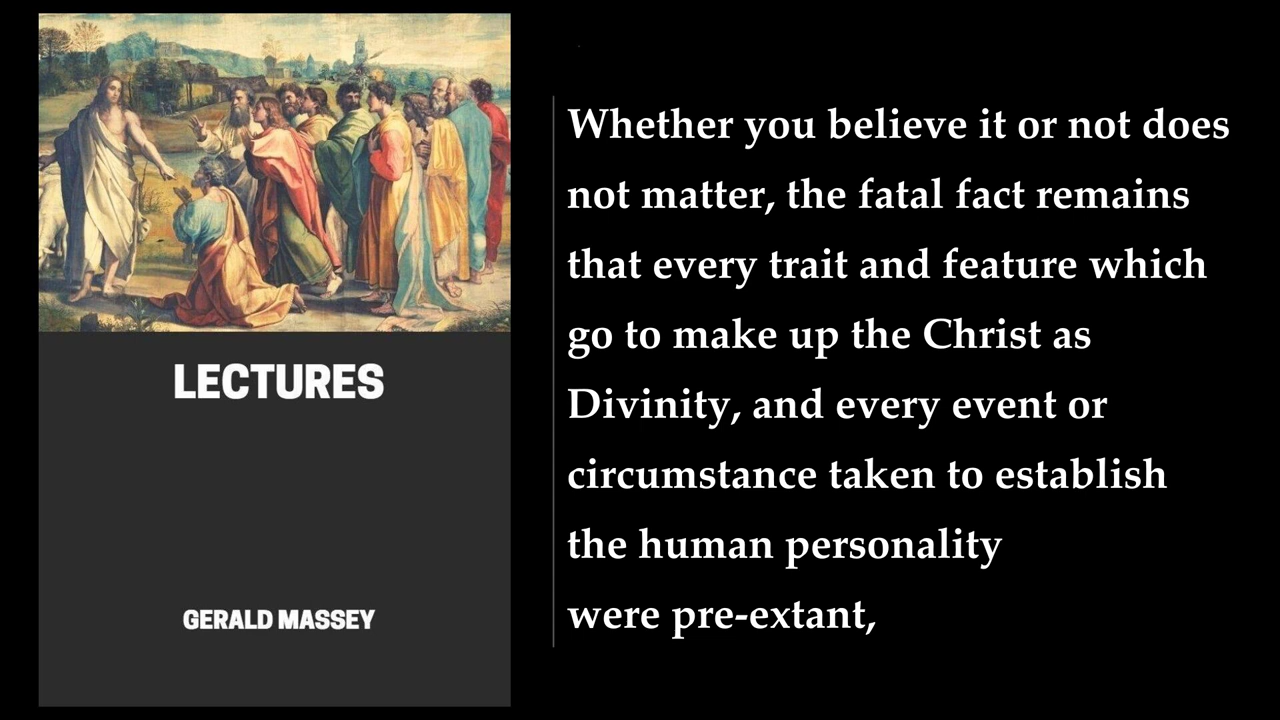 LECTURES
GERALD MASSEY
Whether you believe it or not does
not matter, the fatal fact remains
that every trait and feature which
go to make up the Christ as
Divinity, and every event or
circumstance taken to establish
the human personality
were pre-extant,